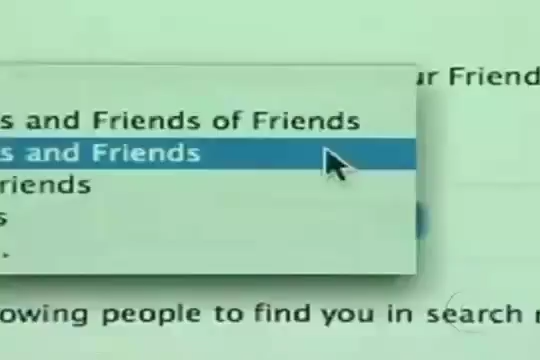 ur Friend
s and Friends of Friends
s and Friends
riends
s
.
owing people to find you in search